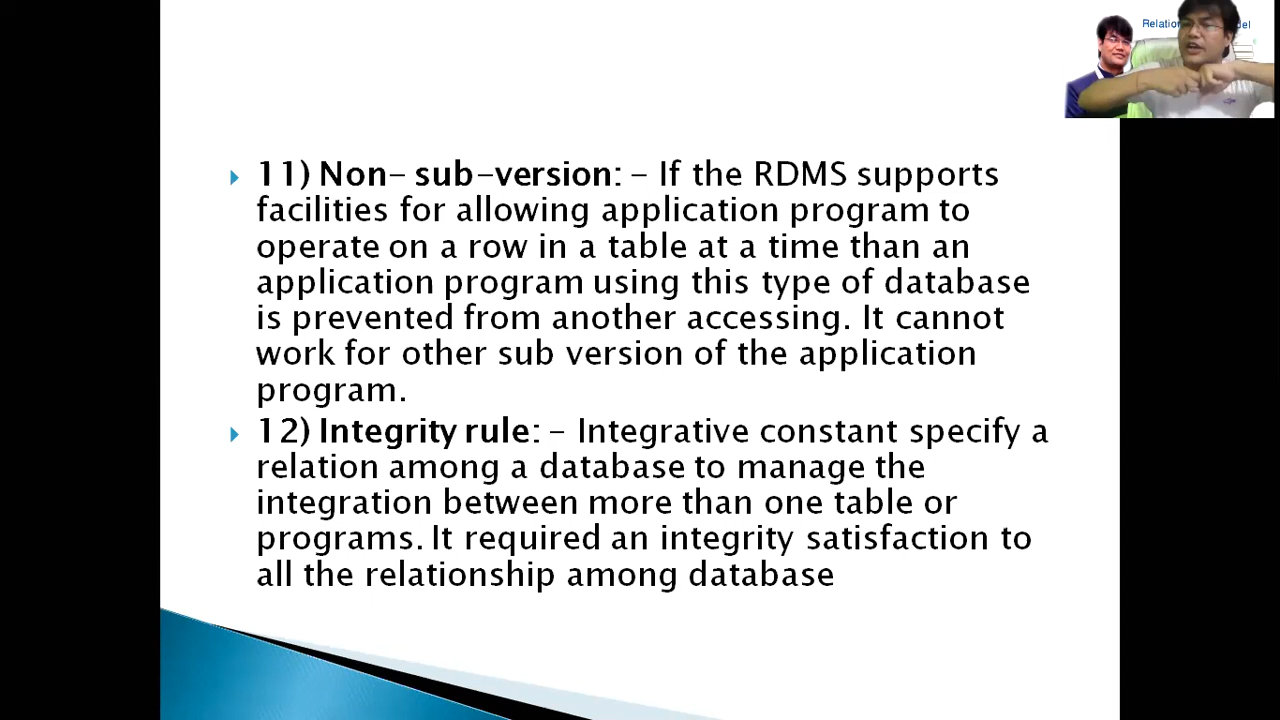 Relation
del
11) Non- sub-version: - If the RDMS supports
facilities for allowing application program to
operate on a row in a table at a time than an
application program using this type of database
is prevented from another accessing. It cannot
work for other sub version of the application
program.
12) Integrity rule: - Integrative constant specify a
relation among a database to manage the
integration between more than one table or
programs. It required an integrity satisfaction to
all the relationship among database